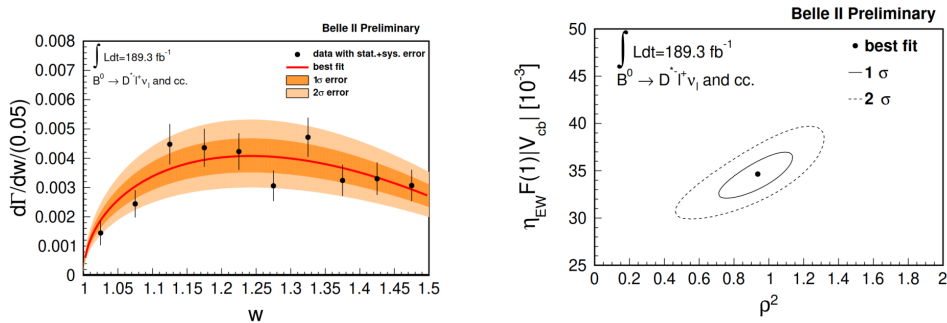 Belle II Preliminary
∫ Ldt=189.3 fb⁻¹
B⁰ → D*⁻l⁺νₗ and cc.
data with stat.+sys. error
best fit
1σ error
2σ error
dΓ/dw/(0.05)
0.008
0.007
0.006
0.005
0.004
0.003
0.002
0.001
0
1 1.05 1.1 1.15 1.2 1.25 1.3 1.35 1.4 1.45 1.5
w
Belle II Preliminary
∫ Ldt=189.3 fb⁻¹
B⁰ → D*⁻l⁺νₗ and cc.
best fit
1 σ
2 σ
η_EW F(1)|V_cb| [10⁻³]
50
45
40
35
30
25
0 0.2 0.4 0.6 0.8 1 1.2 1.4 1.6 1.8 2
ρ²